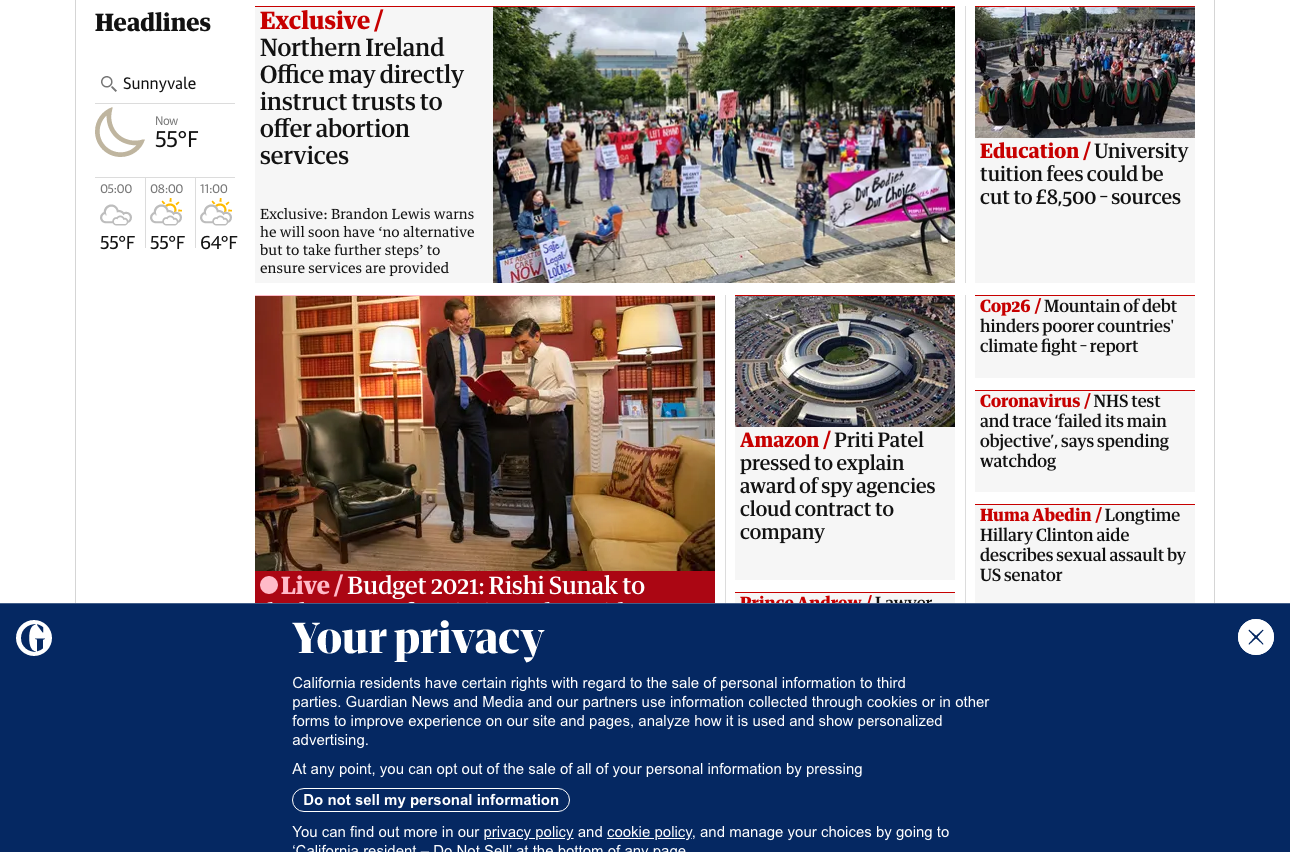 Headlines
Sunnyvale
Now
55°F
05:00
08:00
11:00
55°F
55°F
64°F
Exclusive /
Northern Ireland
Office may directly
instruct trusts to
offer abortion
services
Exclusive: Brandon Lewis warns
he will soon have ‘no alternative
but to take further steps’ to
ensure services are provided
Our Bodies
Our Choice
LEFT BEHIND
NOW
Safe
Legal
LOCAL
Education / University
tuition fees could be
cut to £8,500 – sources
Live / Budget 2021: Rishi Sunak to
Amazon / Priti Patel
pressed to explain
award of spy agencies
cloud contract to
company
Prince Andrew / Lawyer
Cop26 / Mountain of debt
hinders poorer countries'
climate fight – report
Coronavirus / NHS test
and trace ‘failed its main
objective’, says spending
watchdog
Huma Abedin / Longtime
Hillary Clinton aide
describes sexual assault by
US senator
Your privacy
California residents have certain rights with regard to the sale of personal information to third
parties. Guardian News and Media and our partners use information collected through cookies or in other
forms to improve experience on our site and pages, analyze how it is used and show personalized
advertising.
At any point, you can opt out of the sale of all of your personal information by pressing
Do not sell my personal information
You can find out more in our privacy policy and cookie policy, and manage your choices by going to
‘California resident – Do Not Sell’ at the bottom of any page.